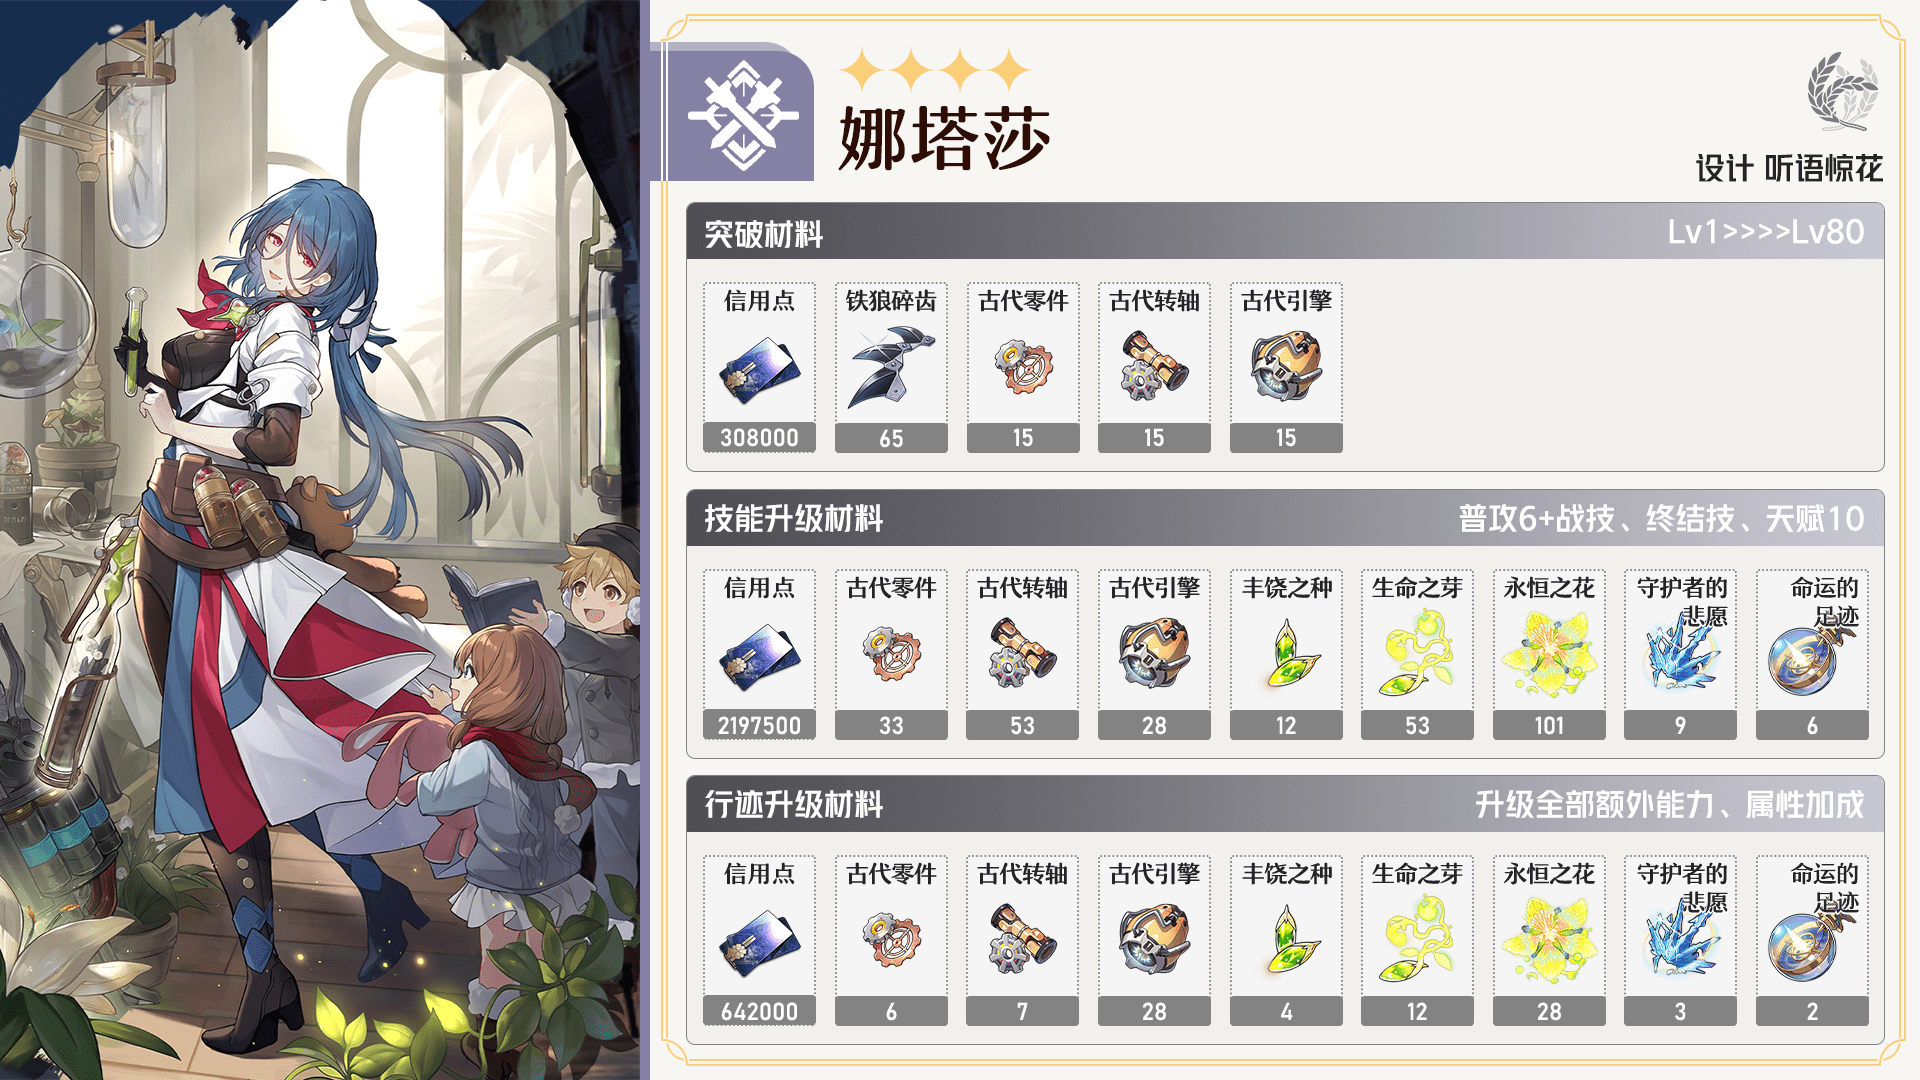 娜塔莎
设计 听语惊花
突破材料
Lv1>>>>Lv80
信用点
铁狼碎齿
古代零件
古代转轴
古代引擎
308000
65
15
15
15
技能升级材料
普攻6+战技、终结技、天赋10
信用点
古代零件
古代转轴
古代引擎
丰饶之种
生命之芽
永恒之花
守护者的
悲愿
命运的
足迹
2197500
33
53
28
12
53
101
9
6
行迹升级材料
升级全部额外能力、属性加成
信用点
古代零件
古代转轴
古代引擎
丰饶之种
生命之芽
永恒之花
守护者的
悲愿
命运的
足迹
642000
6
7
28
4
12
28
3
2